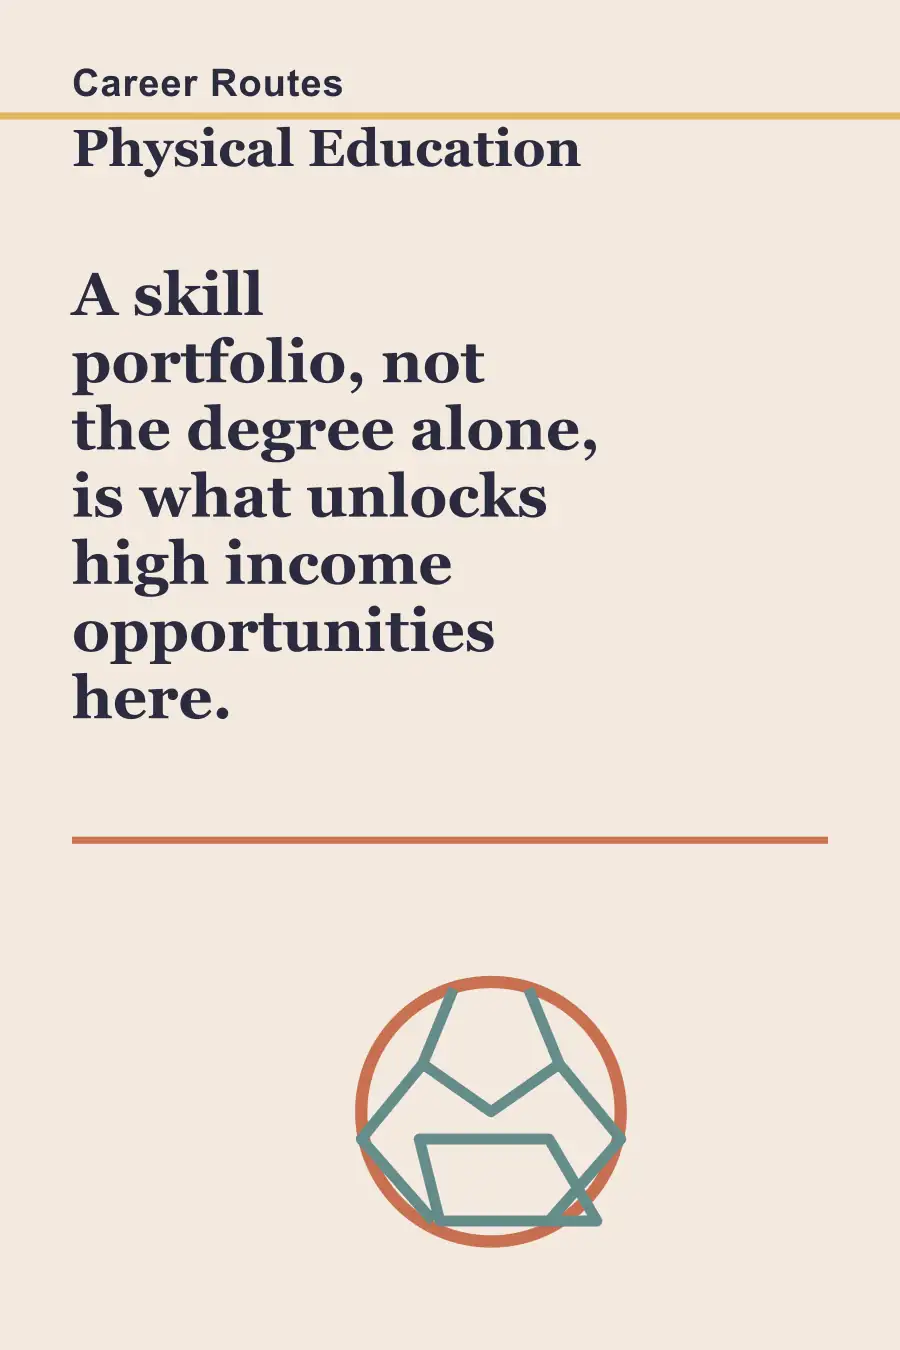 Career Routes
Physical Education
A skill
portfolio, not
the degree alone,
is what unlocks
high income
opportunities
here.